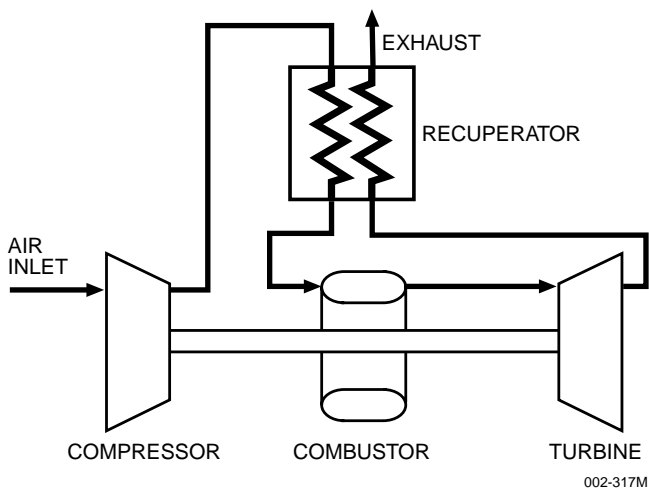 EXHAUST
RECUPERATOR
AIR
INLET
COMPRESSOR
COMBUSTOR
TURBINE
002-317M